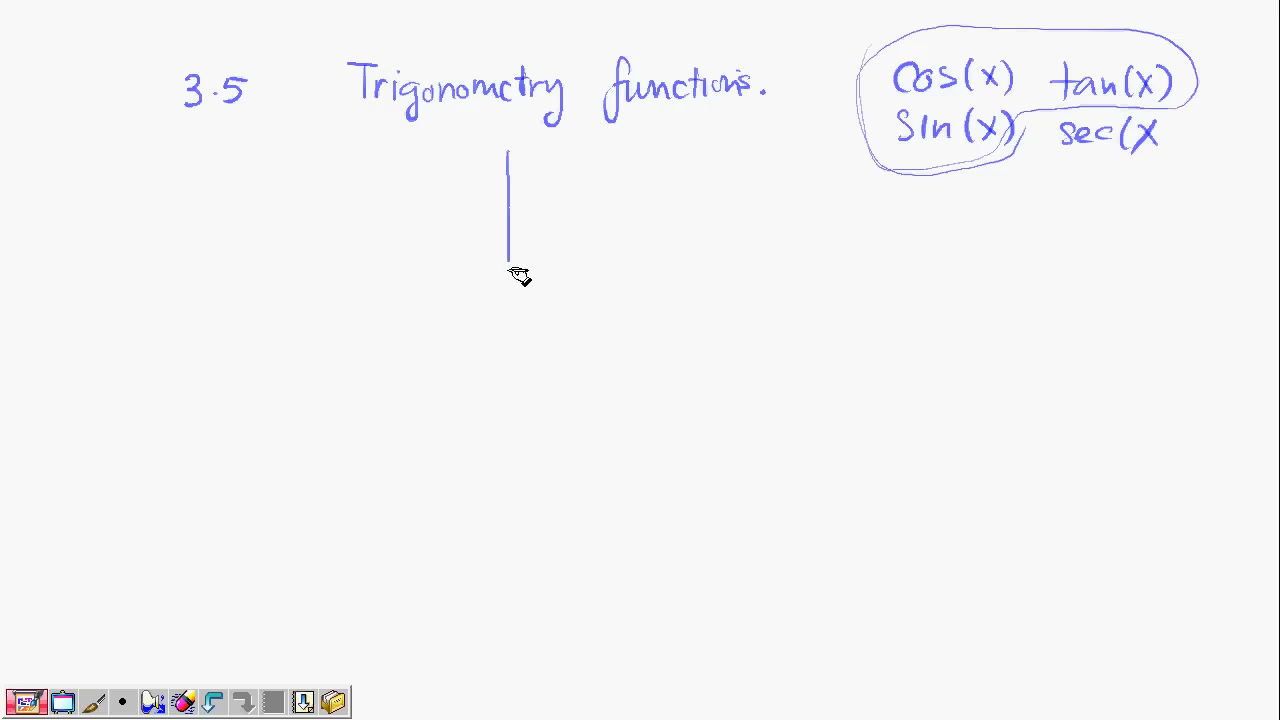 3.5 Trigonometry functions.
cos(x) tan(x)
sin(x) sec(x